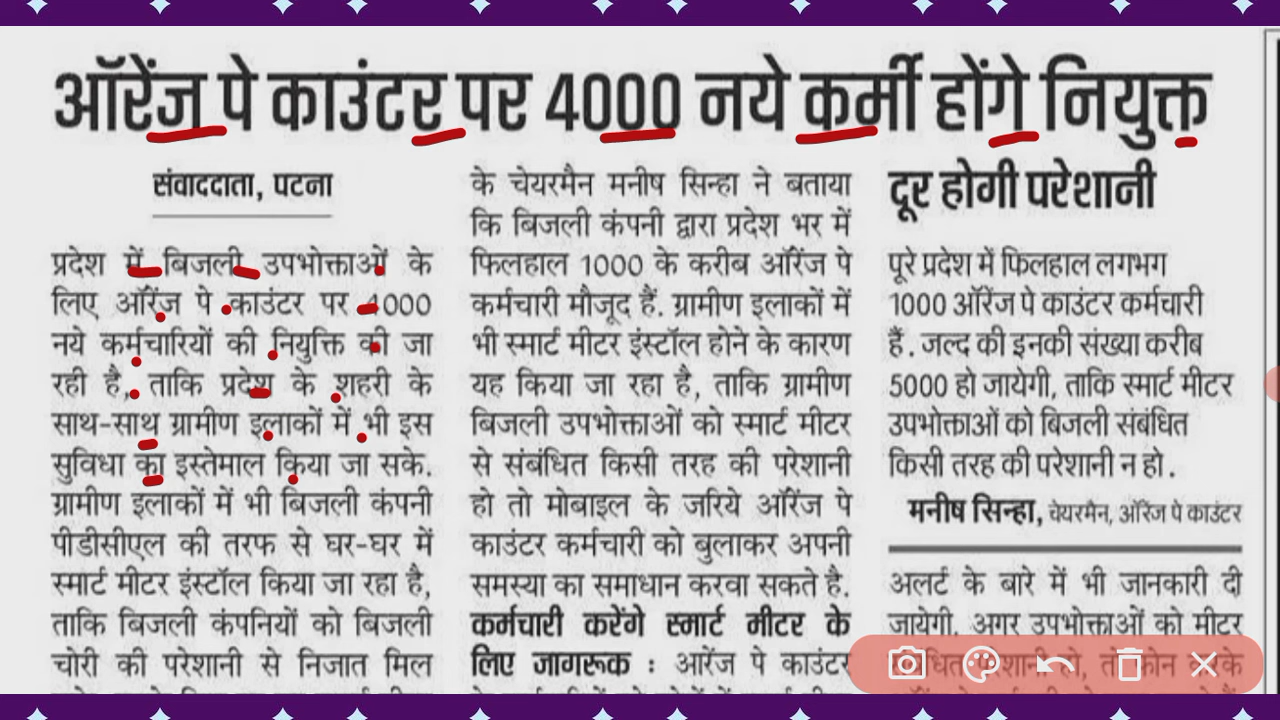 ऑरेंज पे काउंटर पर 4000 नये कर्मी होंगे नियुक्त
संवाददाता, पटना
प्रदेश में बिजली उपभोक्ताओं के
लिए ऑरेंज पे काउंटर पर 4000
नये कर्मचारियों की नियुक्ति की जा
रही है, ताकि प्रदेश के शहरी के
साथ-साथ ग्रामीण इलाकों में भी इस
सुविधा का इस्तेमाल किया जा सके.
ग्रामीण इलाकों में भी बिजली कंपनी
पीडीसीएल की तरफ से घर-घर में
स्मार्ट मीटर इंस्टॉल किया जा रहा है,
ताकि बिजली कंपनियों को बिजली
चोरी की परेशानी से निजात मिल
के चेयरमैन मनीष सिन्हा ने बताया
कि बिजली कंपनी द्वारा प्रदेश भर में
फिलहाल 1000 के करीब ऑरेंज पे
कर्मचारी मौजूद हैं. ग्रामीण इलाकों में
भी स्मार्ट मीटर इंस्टॉल होने के कारण
यह किया जा रहा है, ताकि ग्रामीण
बिजली उपभोक्ताओं को स्मार्ट मीटर
से संबंधित किसी तरह की परेशानी
हो तो मोबाइल के जरिये ऑरेंज पे
काउंटर कर्मचारी को बुलाकर अपनी
समस्या का समाधान करवा सकते है.
कर्मचारी करेंगे स्मार्ट मीटर के
लिए जागरूक : आरेंज पे काउंटर
दूर होगी परेशानी
पूरे प्रदेश में फिलहाल लगभग
1000 ऑरेंज पे काउंटर कर्मचारी
हैं. जल्द की इनकी संख्या करीब
5000 हो जायेगी, ताकि स्मार्ट मीटर
उपभोक्ताओं को बिजली संबंधित
किसी तरह की परेशानी न हो.
मनीष सिन्हा, चेयरमैन, ऑरेंज पे काउंटर
अलर्ट के बारे में भी जानकारी दी
जायेगी. अगर उपभोक्ताओं को मीटर